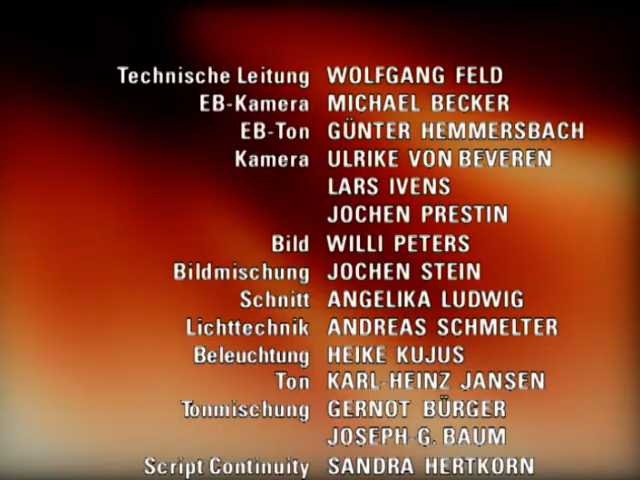 Technische Leitung WOLFGANG FELD
EB-Kamera MICHAEL BECKER
EB-Ton GÜNTER HEMMERSBACH
Kamera ULRIKE VON BEVEREN
LARS IVENS
JOCHEN PRESTIN
Bild WILLI PETERS
Bildmischung JOCHEN STEIN
Schnitt ANGELIKA LUDWIG
Lichttechnik ANDREAS SCHMELTER
Beleuchtung HEIKE KUJUS
Ton KARL-HEINZ JANSEN
Tonmischung GERNOT BÜRGER
JOSEPH-G. BAUM
Script Continuity SANDRA HERTKORN